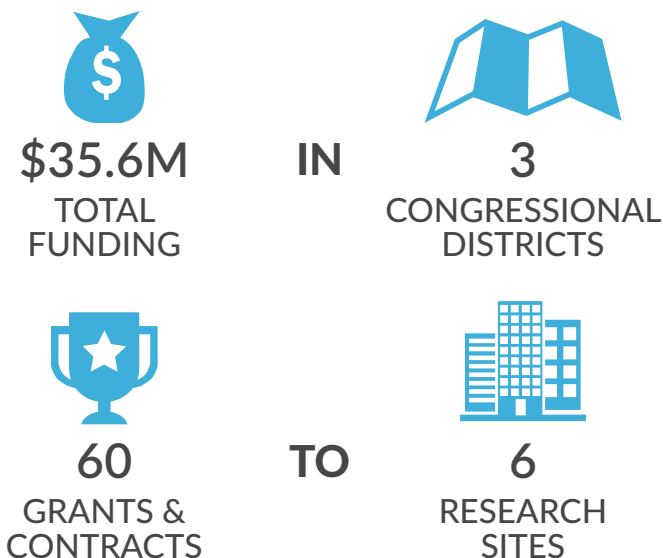 $
$35.6M IN 3
TOTAL
FUNDING
CONGRESSIONAL
DISTRICTS
60 TO 6
GRANTS &
CONTRACTS
RESEARCH
SITES